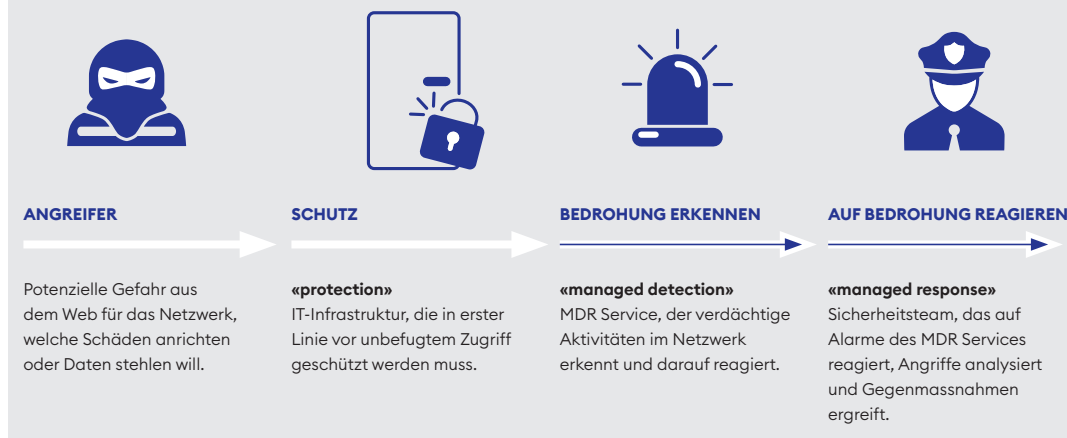 ANGREIFER
Potenzielle Gefahr aus
dem Web für das Netzwerk,
welche Schäden anrichten
oder Daten stehlen will.
SCHUTZ
«protection»
IT-Infrastruktur, die in erster
Linie vor unbefugtem Zugriff
geschützt werden muss.
BEDROHUNG ERKENNEN
«managed detection»
MDR Service, der verdächtige
Aktivitäten im Netzwerk
erkennt und darauf reagiert.
AUF BEDROHUNG REAGIEREN
«managed response»
Sicherheitsteam, das auf
Alarme des MDR Services
reagiert, Angriffe analysiert
und Gegenmassnahmen
ergreift.